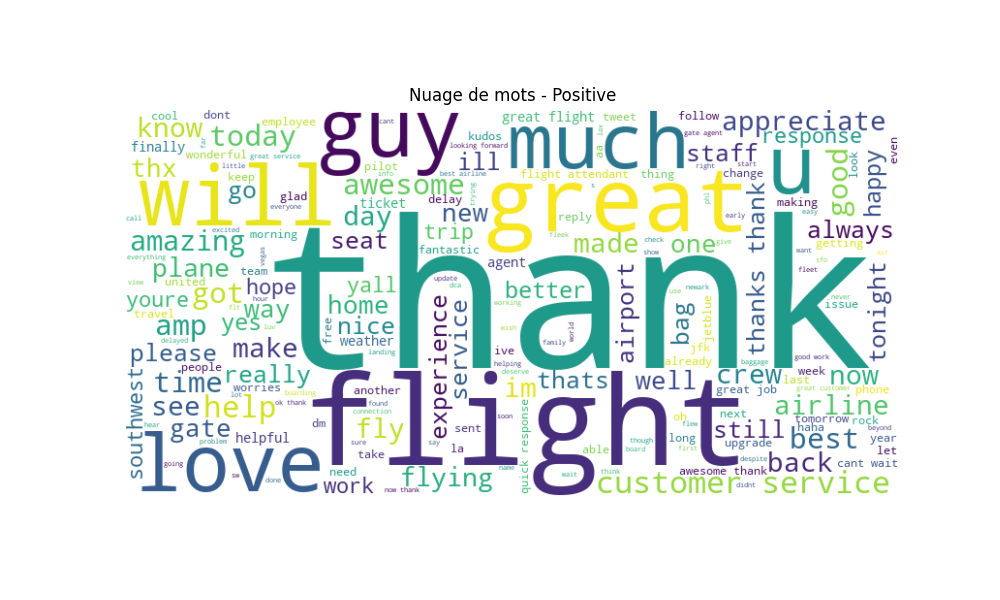 Nuage de mots - Positive
cool
dont
guy
cant
much
great flight
tweet
follow
appreciate
know
employee
today
kudos
looking forward
aa
gate agent
response
even
finally
far
wonderful
great service
ill
staff
u
good
look
happy
thx
little
keep
pilot
info
best airline
flight attendant
thing
right
start
change
will
go
glad
awesome
great
s
everyone
ticket
delay
trying
phl
thanks thank
making
easy
call
excited
day
new
reply
early
always
amazing
morning
seat
trip
fleek
made
check
show
one
give
want
getting
everything
vegas
thank
fantastic
sfo
plane
team
agent
fleet
view
united
hope
yall
update
dca
better
airport
use
newark
never
issue
tonight
youre
got
hour
way
home
experience
service
working
bag
jetblue
travel
flt
luv
amp
yes
free
nice
wish
world
delayed
weather
family
jfk
please
make
landing
ive
already
baggage
good work
southwest
people
really
helping
deserve
im
thats
well
crew
last
week
now
time
worries
boarding
another
flight
great job
great customer
phone
see
help
lot
ok thank
found
connection
soon
oh
next
airline
tomorrow
rock
hear
gate
dm
fly
flew
still
haha
beyond
problem
helpful
sure
say
quick response
able
though
long
first
upgrade
best
year
love
take
la
sent
board
despite
back
let
going
need
name
wait
think
awesome thank
cant wait
sw
done
work
now thank
flying
customer service
didnt